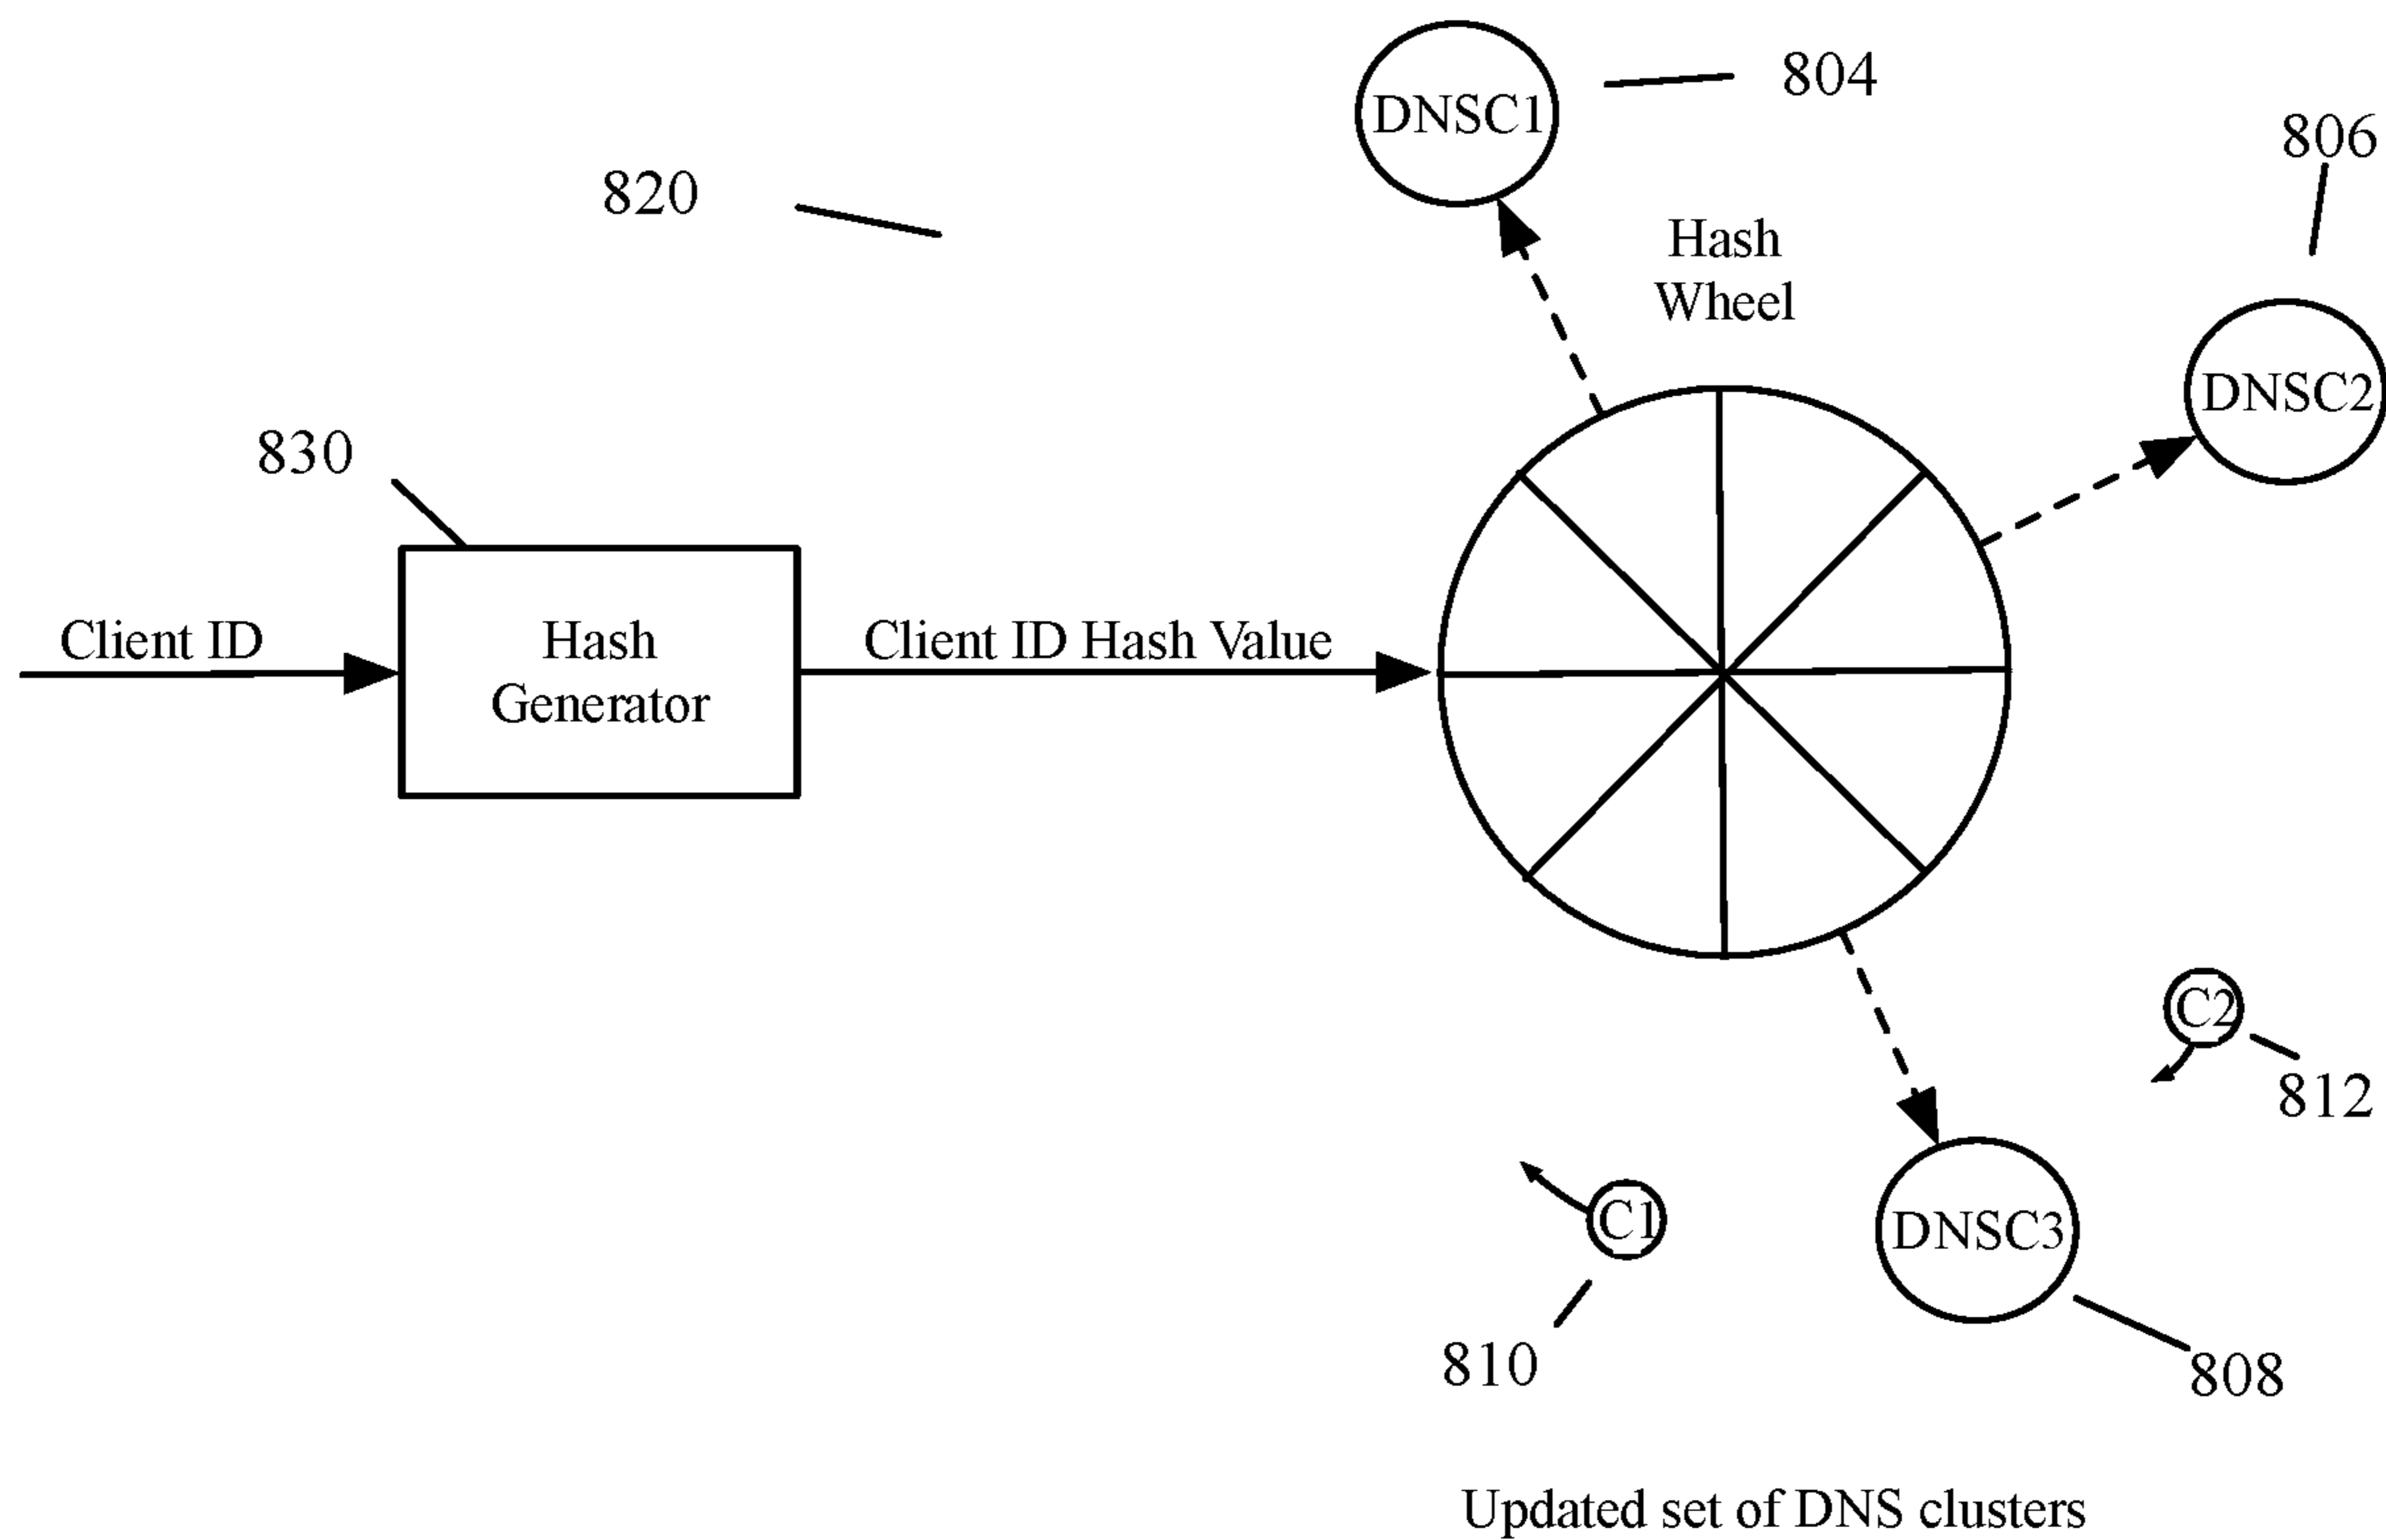 804
DNSC1
806
820
Hash
Wheel
DNSC2
830
Client ID
Hash
Generator
Client ID Hash Value
C2
812
C1
DNSC3
810
808
Updated set of DNS clusters